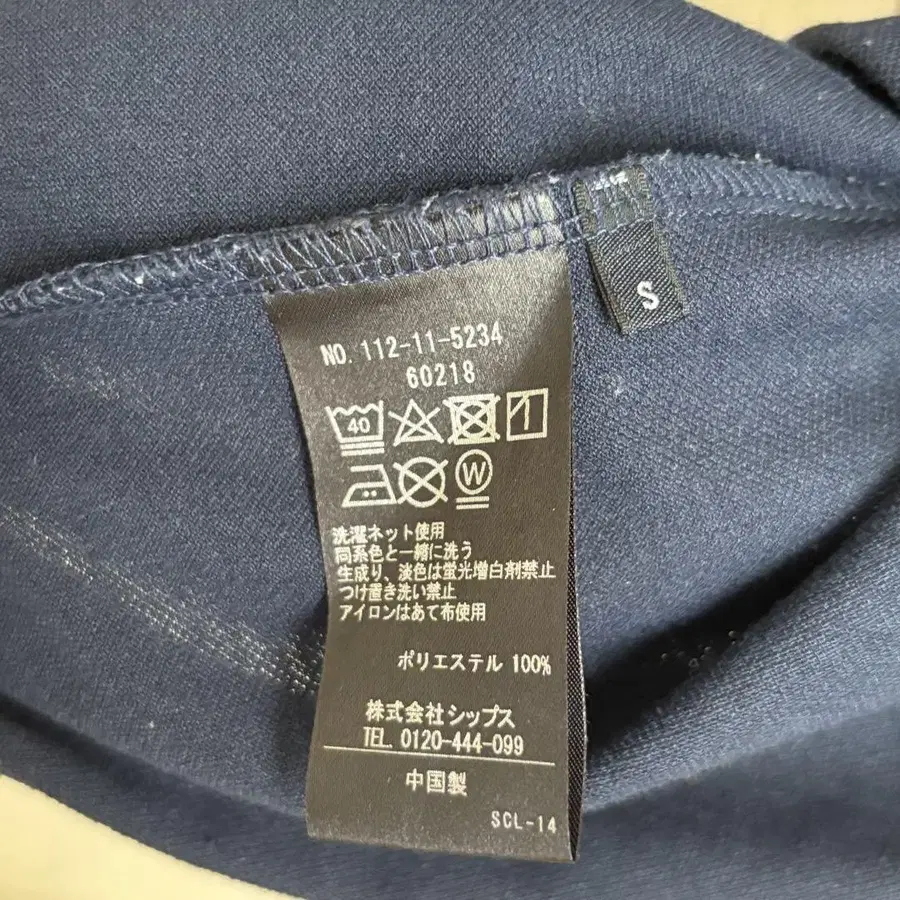 S
NO. 112-11-5234
60218
40
W
洗濯ネット使用
同系色と一緒に洗う
生成り、淡色は蛍光増白剤禁止
つけ置き洗い禁止
アイロンはあて布使用
ポリエステル 100%
株式会社シップス
TEL. 0120-444-099
中国製
SCL-14